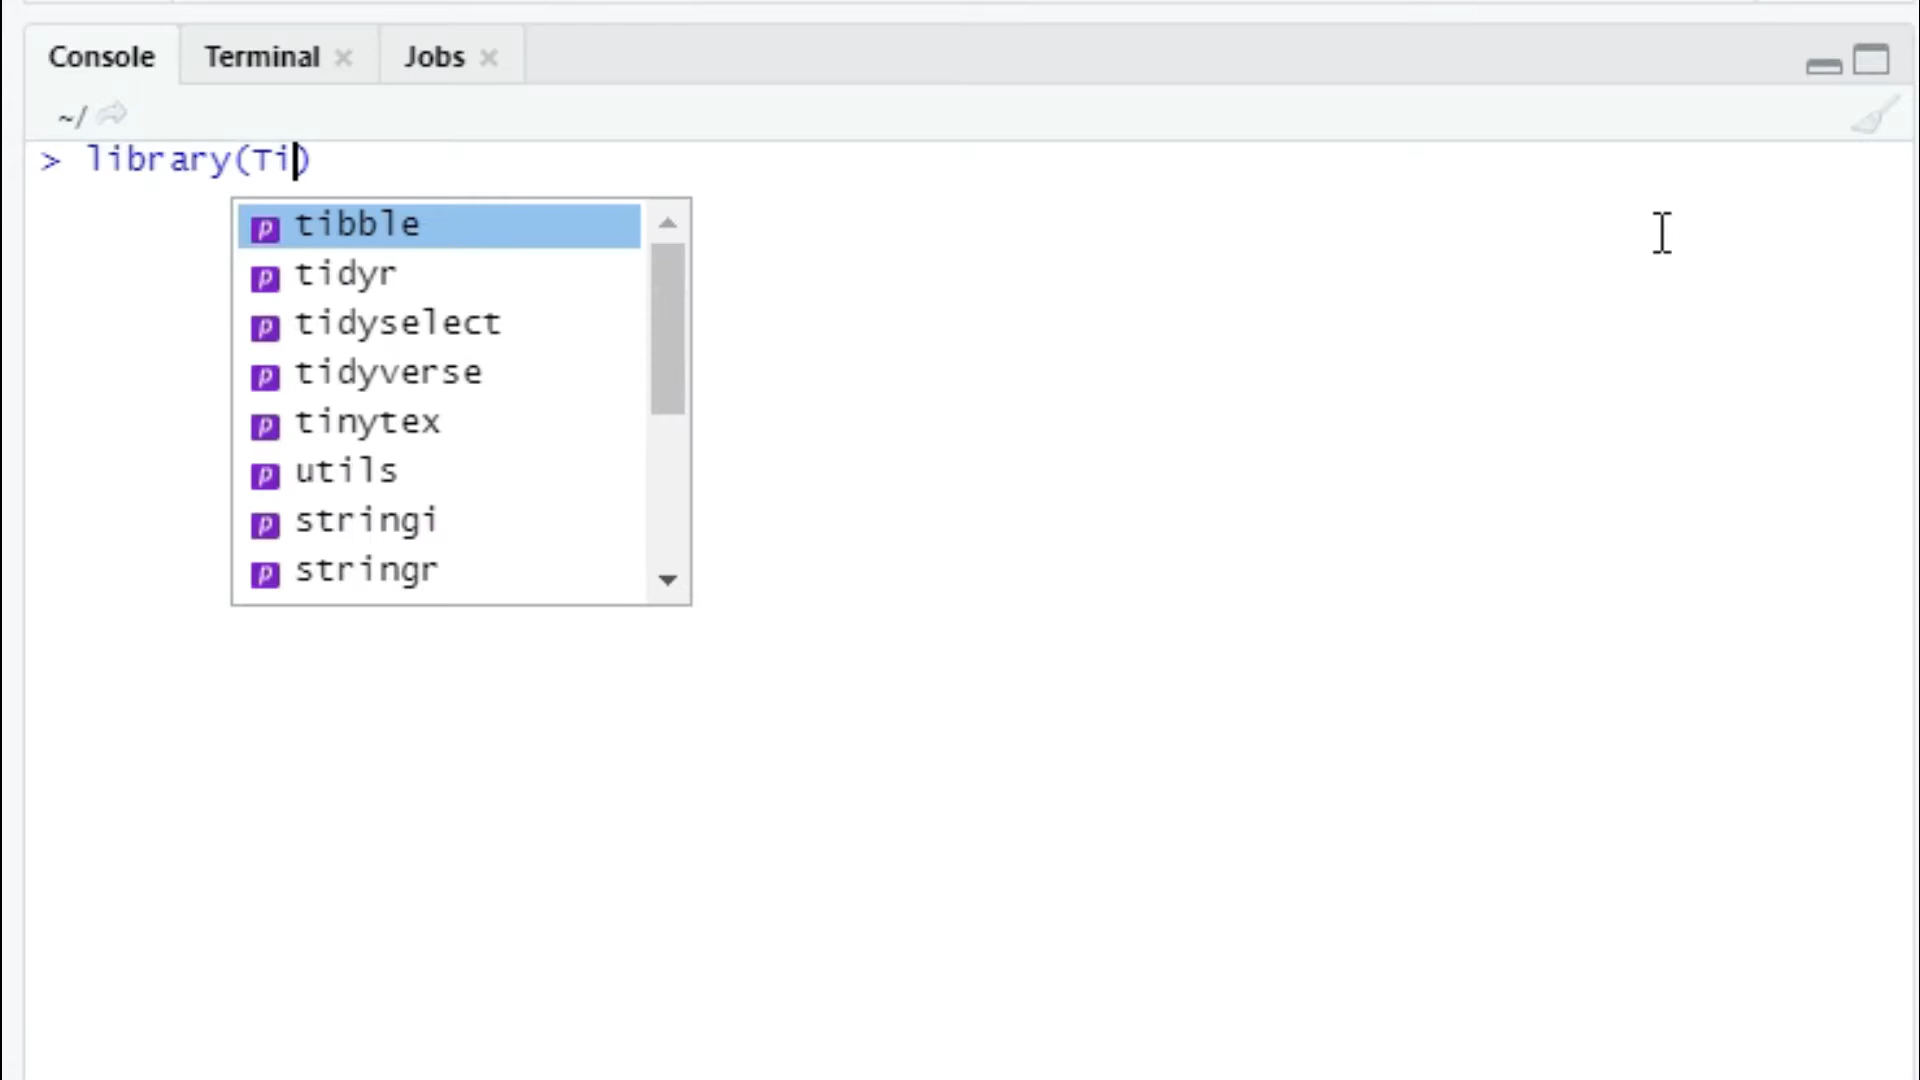 Console Terminal Jobs
~/
> library(Ti)
tibble
tidyr
tidyselect
tidyverse
tinytex
utils
stringi
stringr